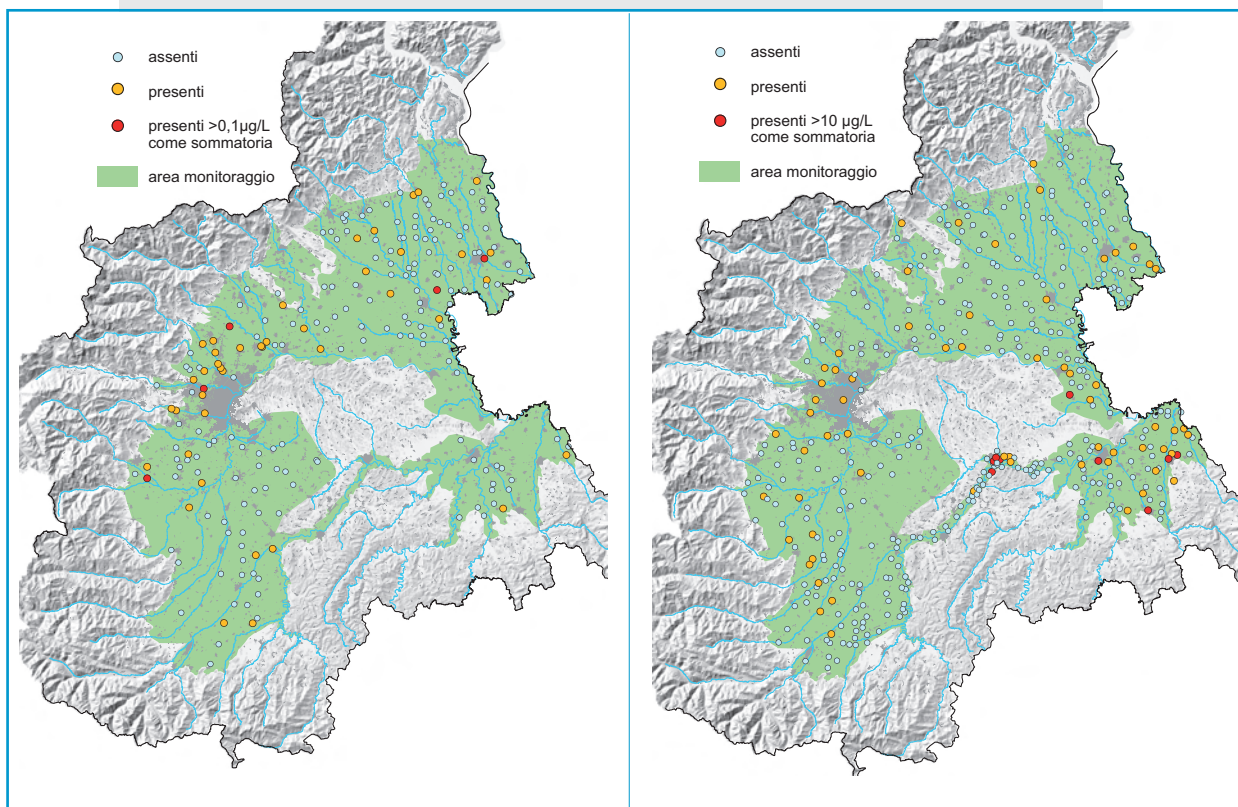 assenti
presenti
presenti >0,1µg/L
come sommatoria
area monitoraggio
assenti
presenti
presenti >10 µg/L
come sommatoria
area monitoraggio